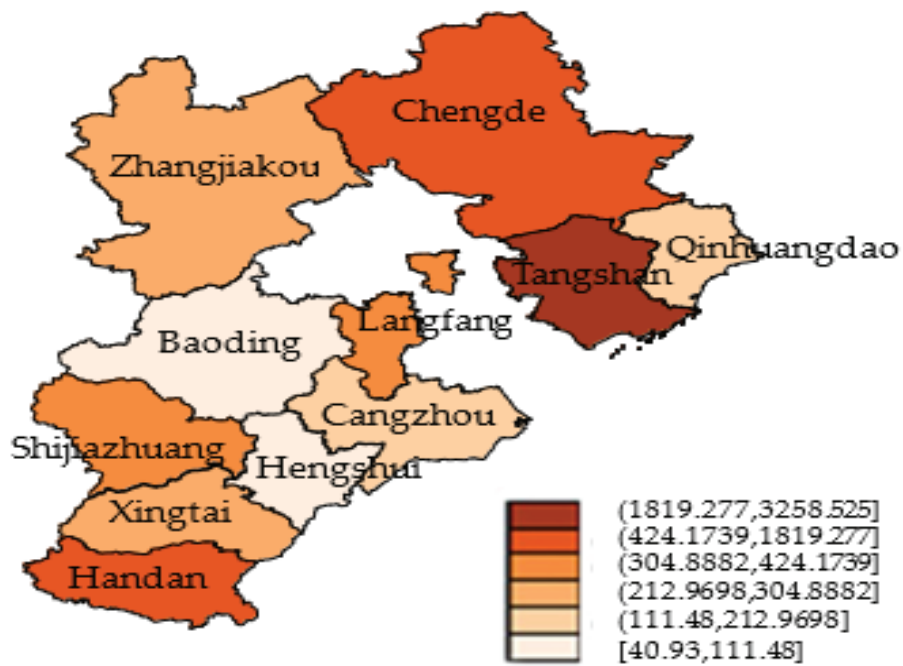 Chengde
Zhangjiakou
Qinhuangdao
Tangshan
Langfang
Baoding
Cangzhou
Shijiazhuang
Hengshui
Xingtai
Handan
(1819.277,3258.525]
(424.1739,1819.277]
(304.8882,424.1739]
(212.9698,304.8882]
(111.48,212.9698]
[40.93,111.48]